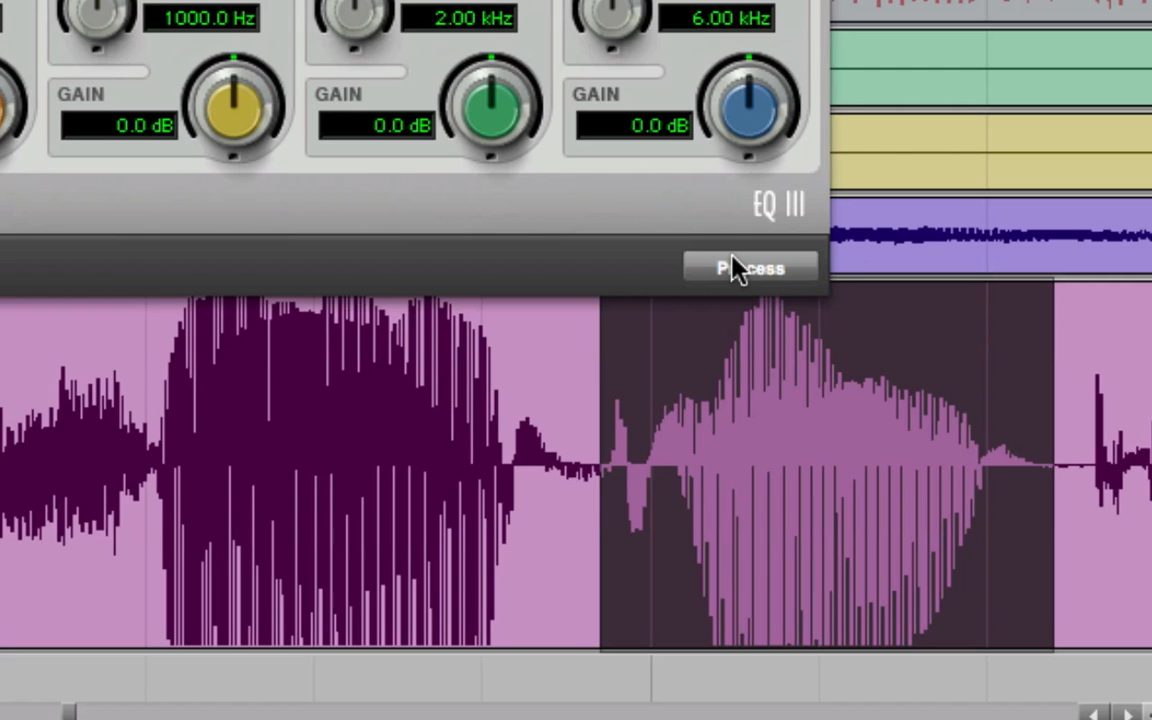 1000.0 Hz 2.00 kHz 6.00 kHz
GAIN GAIN GAIN
0.0 dB 0.0 dB 0.0 dB
EQ III
Process